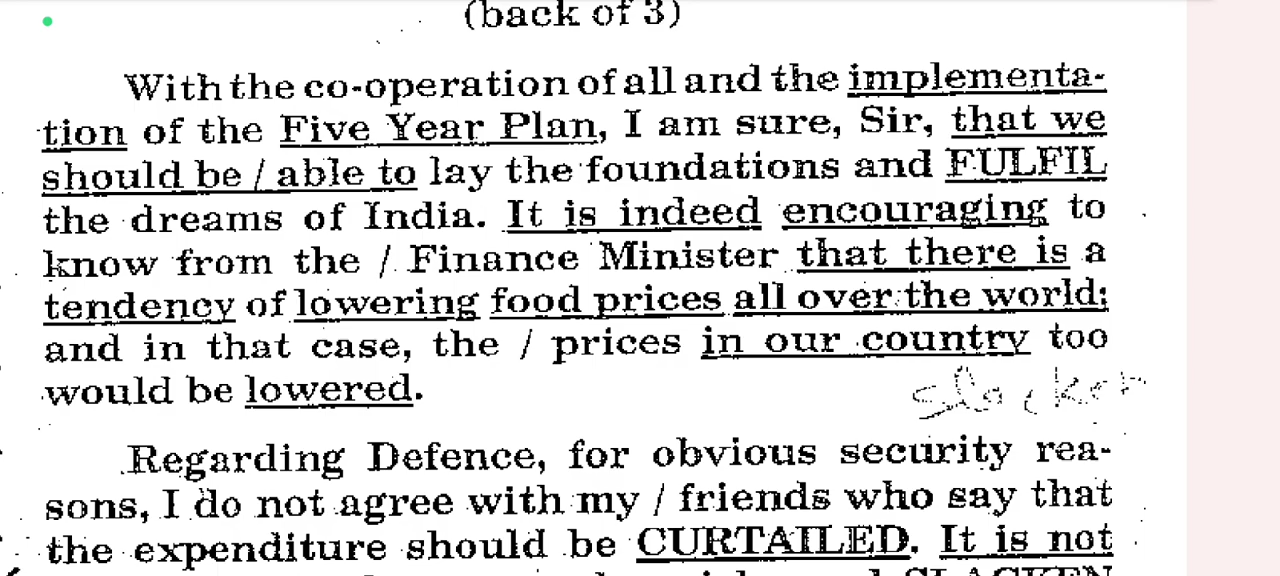 (back of 3)
With the co-operation of all and the implementa-
tion of the Five Year Plan, I am sure, Sir, that we
should be / able to lay the foundations and FULFIL
the dreams of India. It is indeed encouraging to
know from the / Finance Minister that there is a
tendency of lowering food prices all over the world;
and in that case, the / prices in our country too
would be lowered.
Regarding Defence, for obvious security rea-
sons, I do not agree with my / friends who say that
the expenditure should be CURTAILED. It is not
SLACKEN